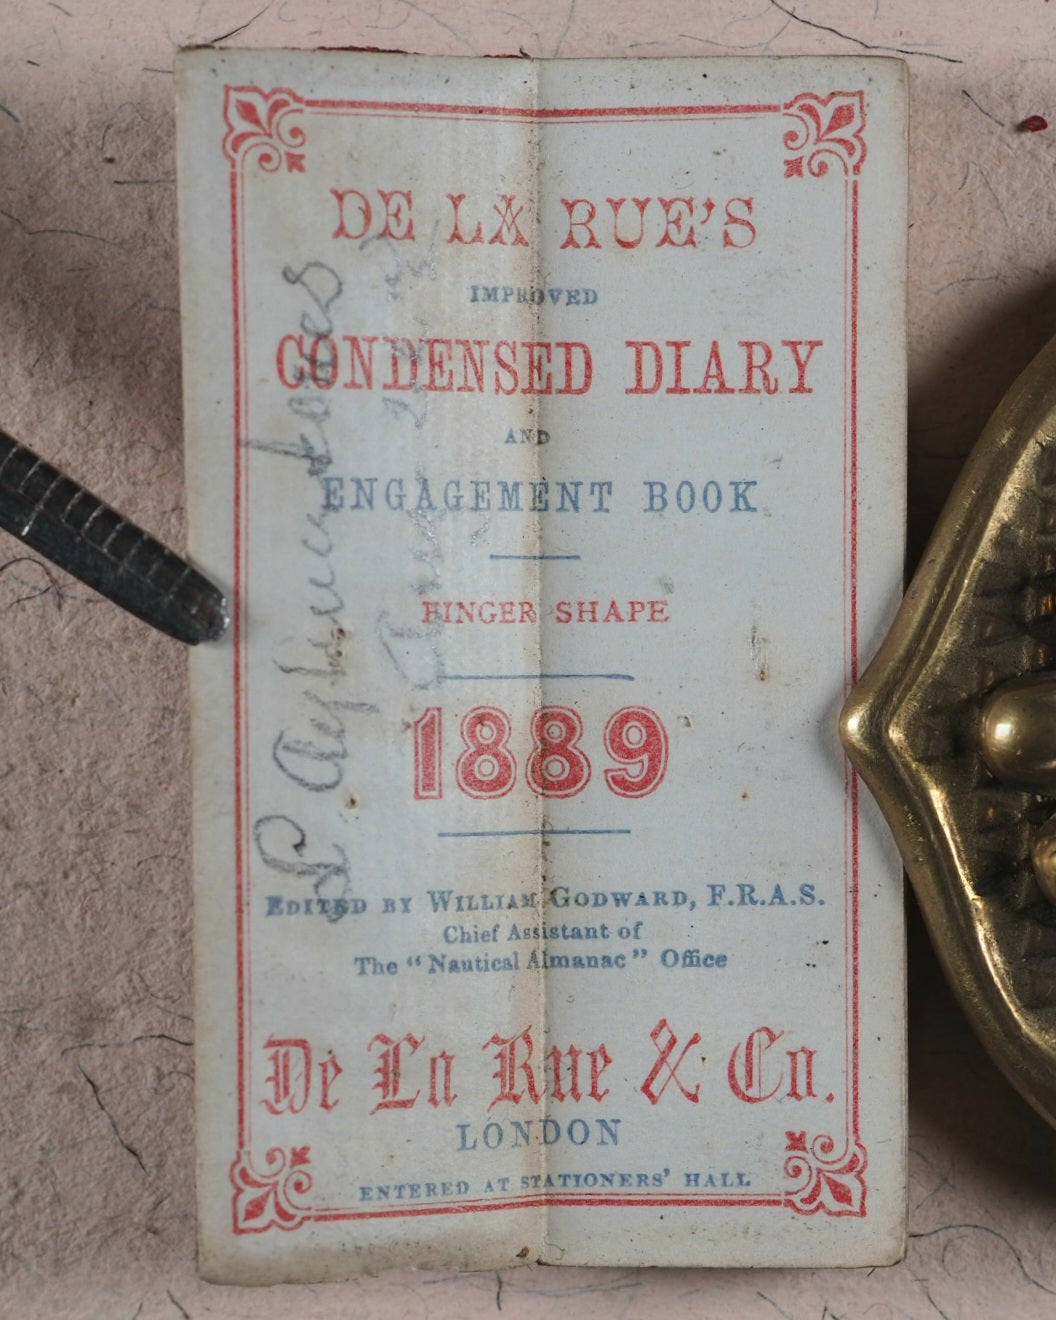 DE LA RUE'S
IMPROVED
CONDENSED DIARY
AND
ENGAGEMENT BOOK
FINGER SHAPE
1889
EDITED BY WILLIAM GODWARD, F.R.A.S.
Chief Assistant of
The "Nautical Almanac" Office
De La Rue & Co.
LONDON
ENTERED AT STATIONERS' HALL.